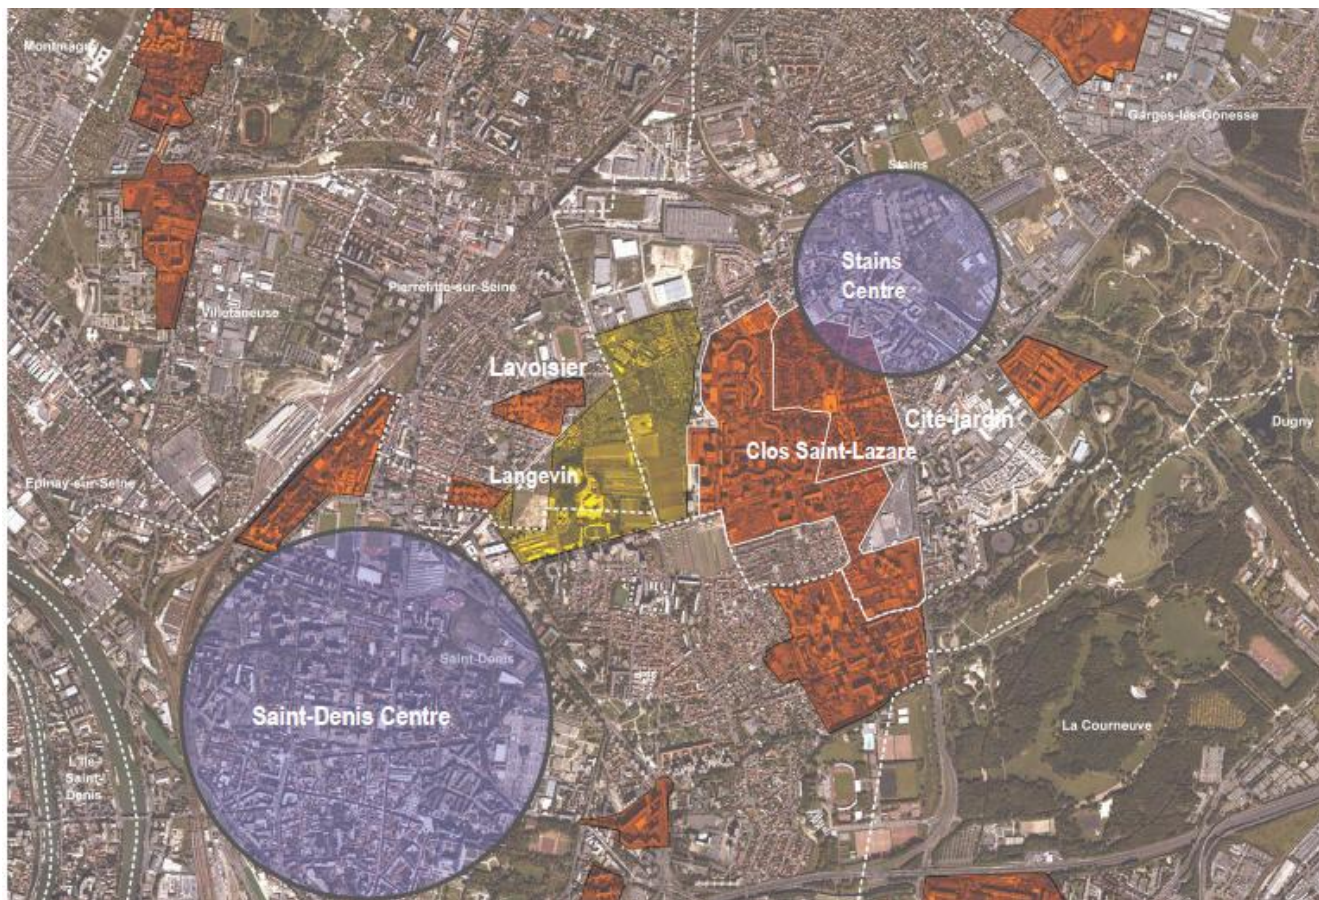 Montmagny
Garges-lès-Gonesse
Stains
Stains
Centre
Pierrefitte-sur-Seine
Villetaneuse
Lavoisier
Cité-jardin
Dugny
Clos Saint-Lazare
Langevin
Epinay-sur-Seine
Saint-Denis
Saint-Denis Centre
La Courneuve
L'Ile-
Saint-
Denis